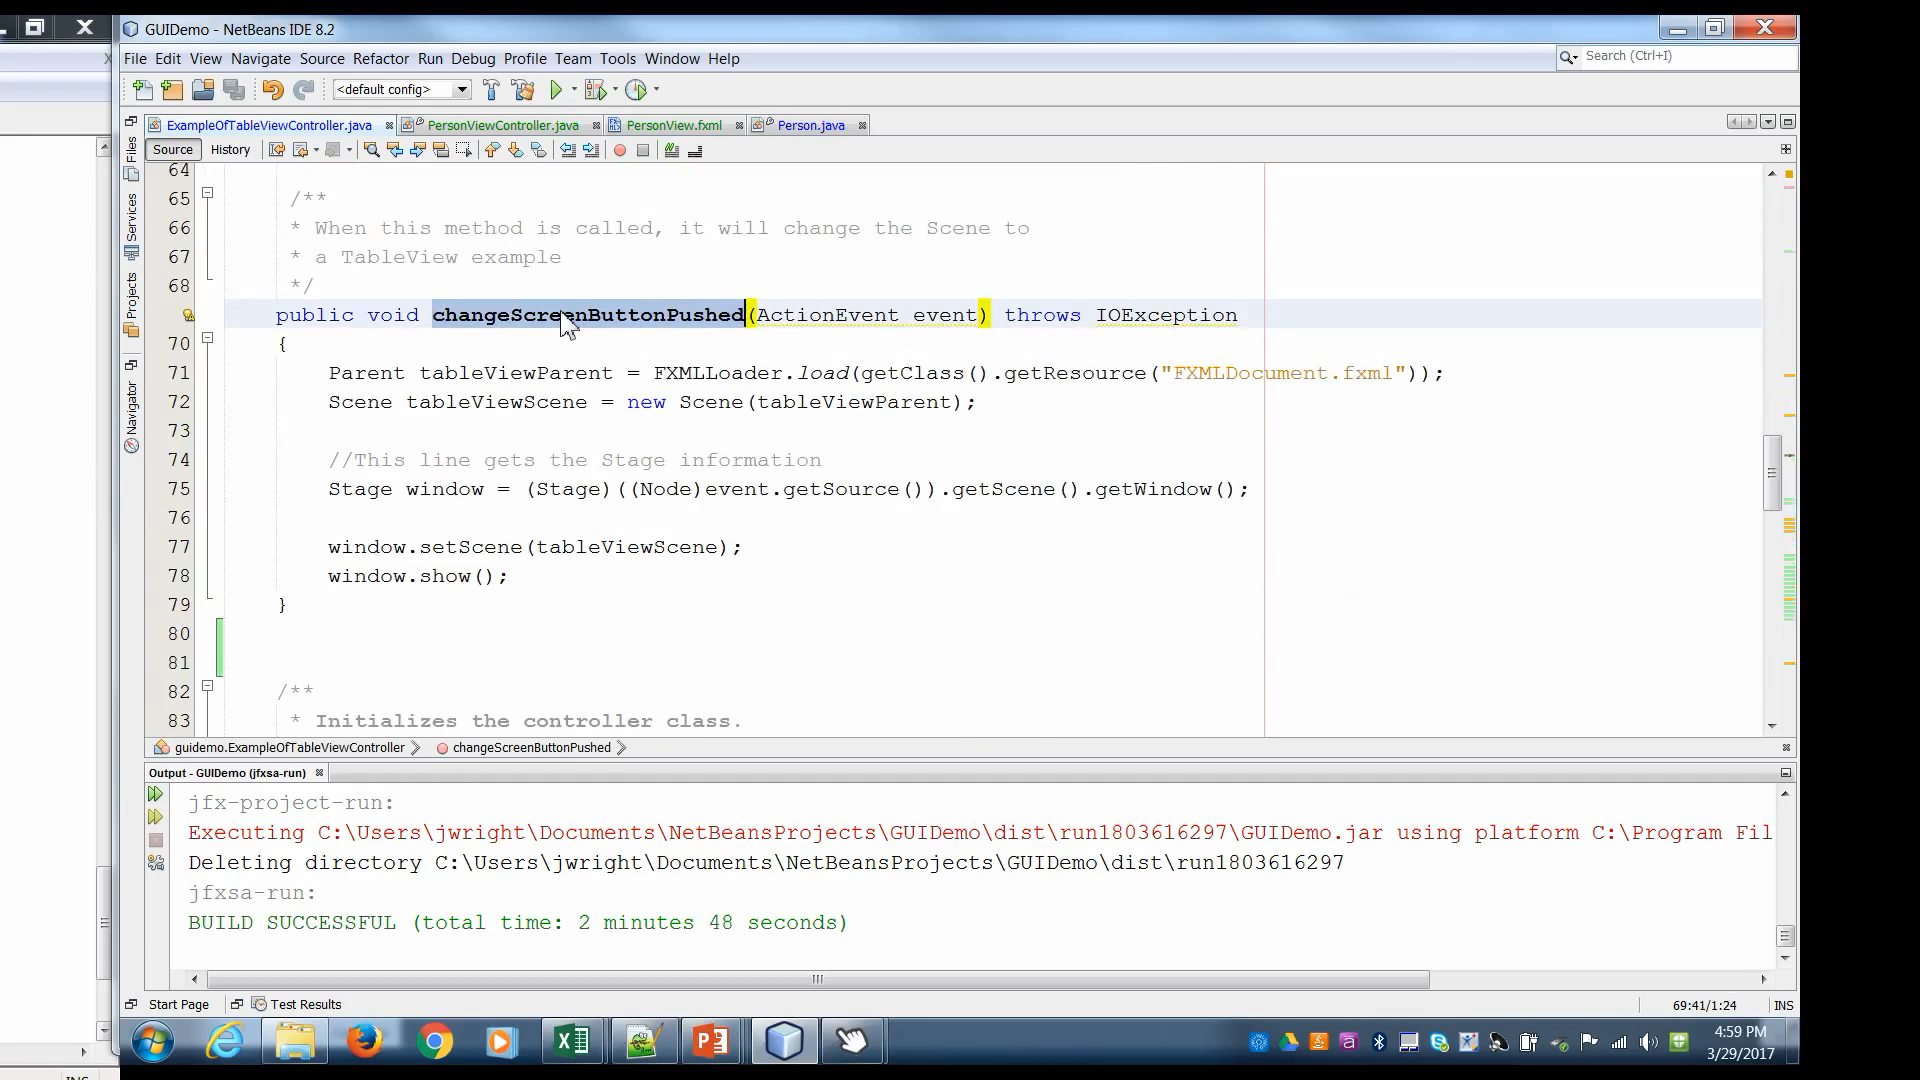 GUIDemo - NetBeans IDE 8.2
File Edit View Navigate Source Refactor Run Debug Profile Team Tools Window Help
Search (Ctrl+I)
<default config>
ExampleOfTableViewController.java
PersonViewController.java
PersonView.fxml
Person.java
Source History
Files
Services
Projects
Navigator
64
65 /**
66 * When this method is called, it will change the Scene to
67 * a TableView example
68 */
public void changeScreenButtonPushed(ActionEvent event) throws IOException
70 {
71 Parent tableViewParent = FXMLLoader.load(getClass().getResource("FXMLDocument.fxml"));
72 Scene tableViewScene = new Scene(tableViewParent);
73
74 //This line gets the Stage information
75 Stage window = (Stage)((Node)event.getSource()).getScene().getWindow();
76
77 window.setScene(tableViewScene);
78 window.show();
79 }
80
81
82 /**
83 * Initializes the controller class.
guidemo.ExampleOfTableViewController
changeScreenButtonPushed
Output - GUIDemo (jfxsa-run)
jfx-project-run:
Executing C:\Users\jwright\Documents\NetBeansProjects\GUIDemo\dist\run1803616297\GUIDemo.jar using platform C:\Program Fil
Deleting directory C:\Users\jwright\Documents\NetBeansProjects\GUIDemo\dist\run1803616297
jfxsa-run:
BUILD SUCCESSFUL (total time: 2 minutes 48 seconds)
Start Page
Test Results
69:41/1:24
INS
4:59 PM
3/29/2017